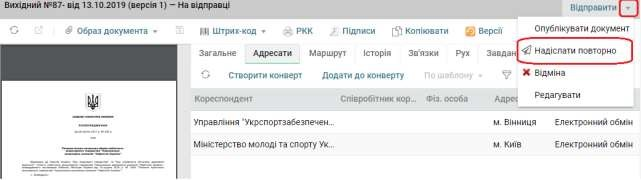 Вихідний №87- від 13.10.2019 (версія 1) — На відправці
Відправити
Образ документа
Штрих-код
РКК
Підписи
Копіювати
Версії
Опублікувати документ
Надіслати повторно
Відміна
Редагувати
Загальне Адресати Маршрут Історія Зв'язки Рух Завдан
Створити конверт Додати до конверту По шаблону
Кореспондент Співробітник кор... Фіз. особа Адрес
Управління "Укрспортзабезпечен... м. Вінниця Електронний обмін
Міністерство молоді та спорту Ук... м. Київ Електронний обмін